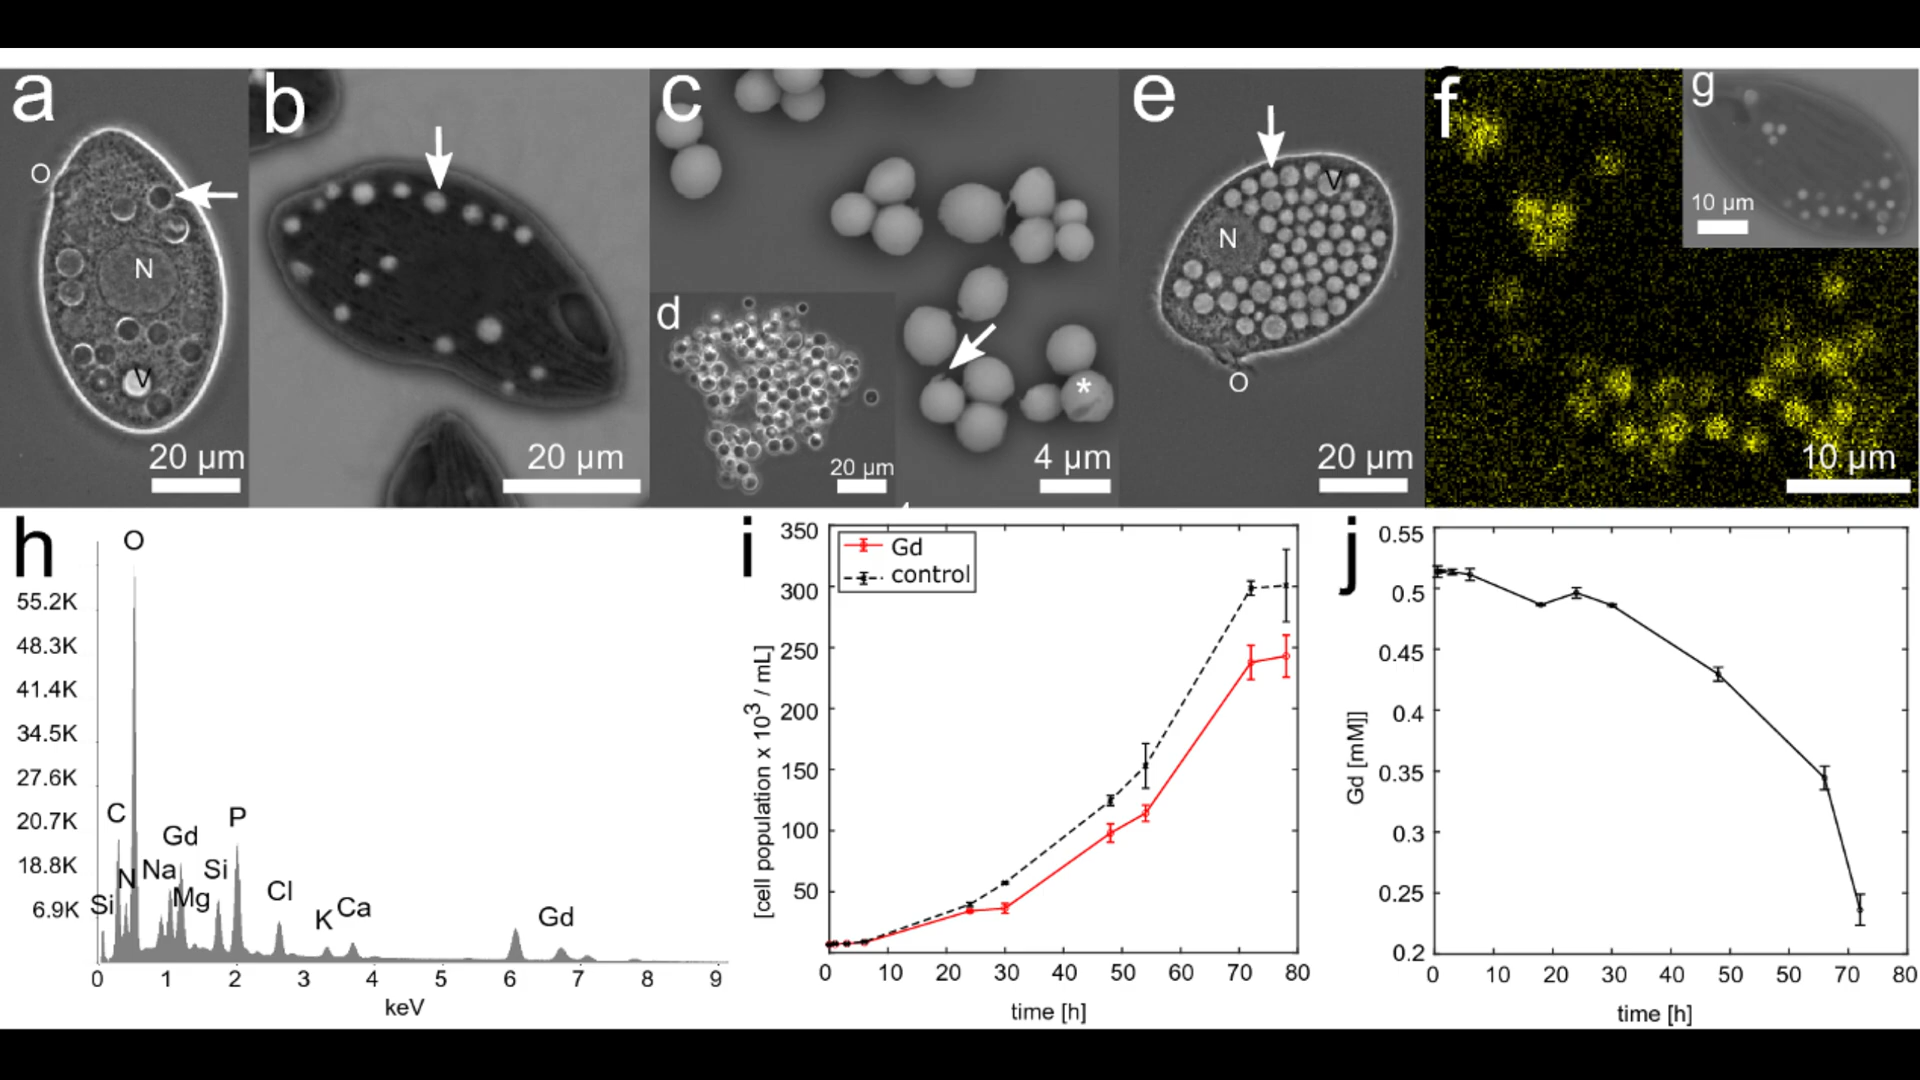 a
O
N
V
20 µm
b
20 µm
c
*
4 µm
d
20 µm
e
V
N
O
20 µm
f
10 µm
g
10 µm
h
O
55.2K
48.3K
41.4K
34.5K
27.6K
20.7K
18.8K
6.9K
C
Gd
P
N
Na
Si
Mg
Si
Cl
K
Ca
Gd
0 1 2 3 4 5 6 7 8 9
keV
i
Gd
control
350
300
250
200
150
100
50
[cell population x 10³ / mL]
0 10 20 30 40 50 60 70 80
time [h]
j
0.55
0.5
0.45
0.4
0.35
0.3
0.25
0.2
Gd [mM]]
0 10 20 30 40 50 50 70 80
time [h]